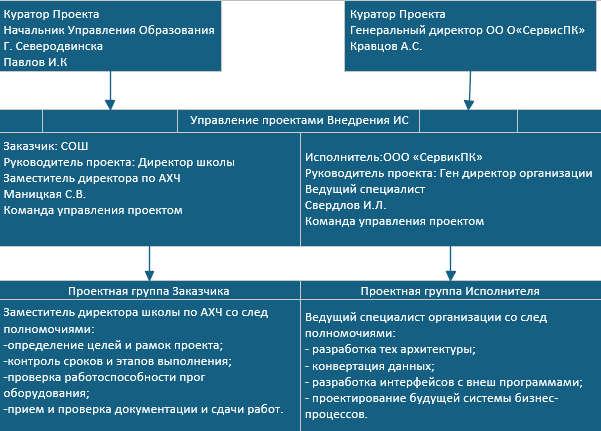 Куратор Проекта
Начальник Управления Образования
Г. Северодвинска
Павлов И.К
Куратор Проекта
Генеральный директор ОО О«СервисПК»
Кравцов А.С.
Управление проектами Внедрения ИС
Заказчик: СОШ
Руководитель проекта: Директор школы
Заместитель директора по АХЧ
Маницкая С.В.
Команда управления проектом
Исполнитель:ООО «СервикПК»
Руководитель проекта: Ген директор организации
Ведущий специалист
Свердлов И.Л.
Команда управления проектом
Проектная группа Заказчика
Заместитель директора школы по АХЧ со след
полномочиями:
-определение целей и рамок проекта;
-контроль сроков и этапов выполнения;
-проверка работоспособности прог
оборудования;
-прием и проверка документации и сдачи работ.
Проектная группа Исполнителя
Ведущий специалист организации со след
полномочиями:
- разработка тех архитектуры;
- конвертация данных;
- разработка интерфейсов с внеш программами;
- проектирование будущей системы бизнес-
процессов.